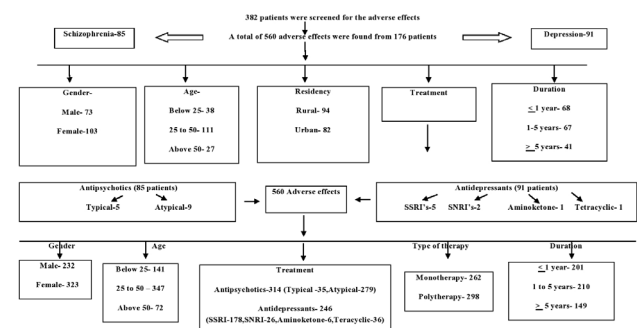 382 patients were screened for the adverse effects
Schizophrenia-85
A total of 560 adverse effects were found from 176 patients
Depression-91
Gender-
Male- 73
Female-103
Age-
Below 25- 38
25 to 50- 111
Above 50- 27
Residency
Rural- 94
Urban- 82
Treatment
Duration
< 1 year- 68
1-5 years- 67
> 5 years- 41
Antipsychotics (85 patients)
Typical-5 Atypical-9
560 Adverse effects
Antidepressants (91 patients)
SSRI's-5 SNRI's-2 Aminoketone- 1 Tetracyclic- 1
Gender
Male- 232
Female- 323
Age
Below 25- 141
25 to 50 – 347
Above 50- 72
Treatment
Antipsychotics-314 (Typical -35,Atypical-279)
Antidepressants- 246
(SSRI-178,SNRI-26,Aminoketone-6,Teracyclic-36)
Type of therapy
Monotherapy- 262
Polytherapy- 298
Duration
< 1 year- 201
1 to 5 years- 210
> 5 years- 149